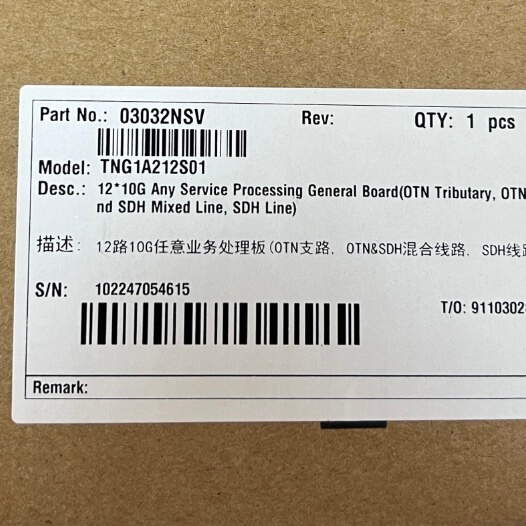 Part No.: 03032NSV Rev: QTY: 1 pcs
Model: TNG1A212S01
Desc.: 12*10G Any Service Processing General Board(OTN Tributary, OTN
nd SDH Mixed Line, SDH Line)
描述: 12路10G任意业务处理板(OTN支路, OTN&SDH混合线路, SDH线
S/N: 102247054615
T/O: 9110302
Remark: